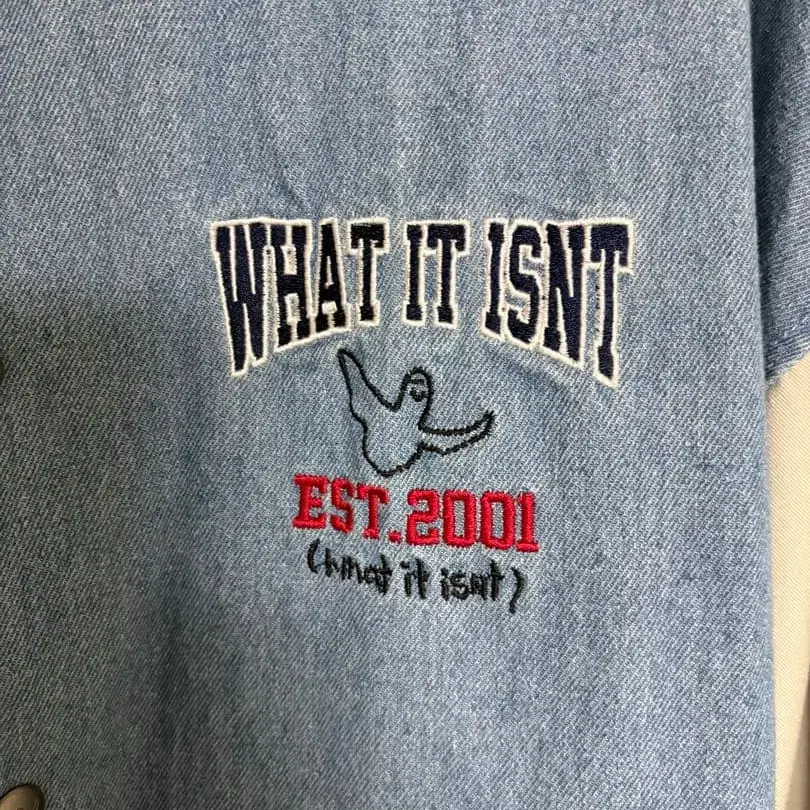 WHAT IT ISNT
EST.2001
(what it isnt)